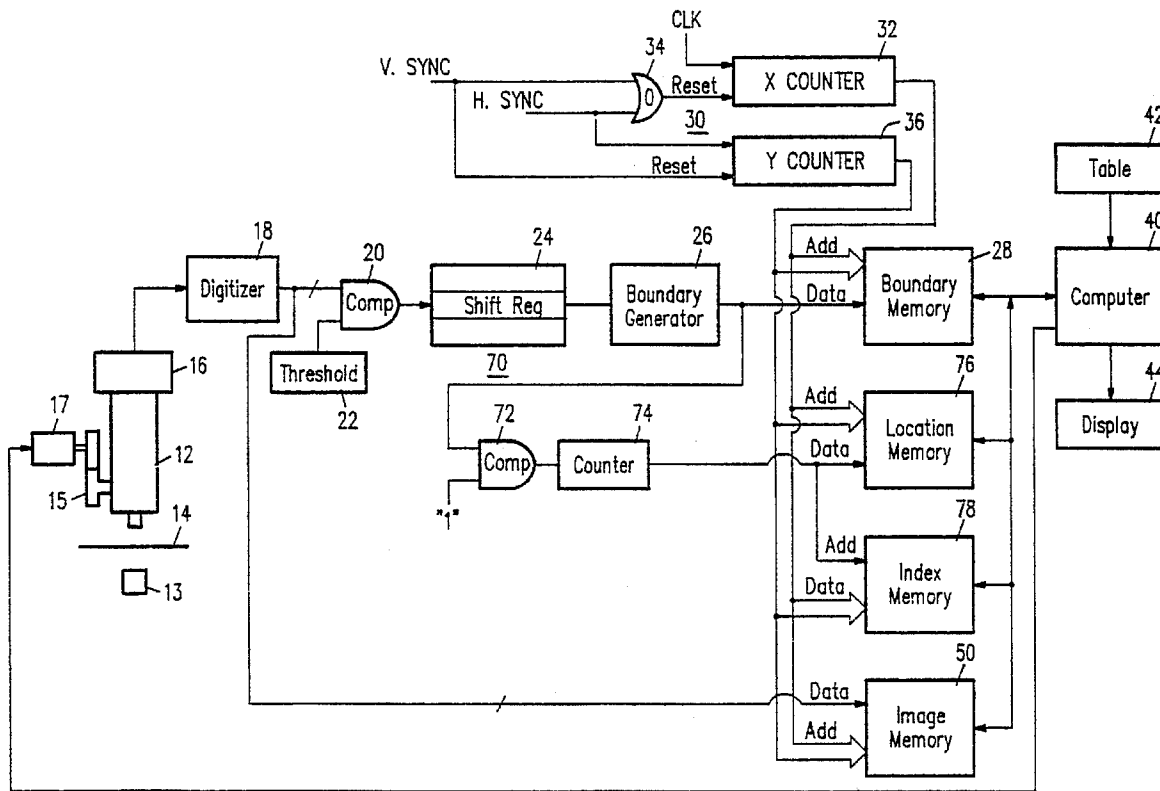 CLK
32
34
V. SYNC
X COUNTER
O
Reset
H. SYNC
30
36
42
Y COUNTER
Reset
Table
18
20
24
26
Add
28
40
Digitizer
Comp
Shift Reg
Boundary
Generator
Data
Boundary
Memory
Computer
16
Threshold
22
70
76
44
17
72
74
Add
Location
Memory
Display
12
Comp
Counter
Data
15
"4"
14
78
Add
Index
Memory
13
Data
50
Data
Image
Memory
Add